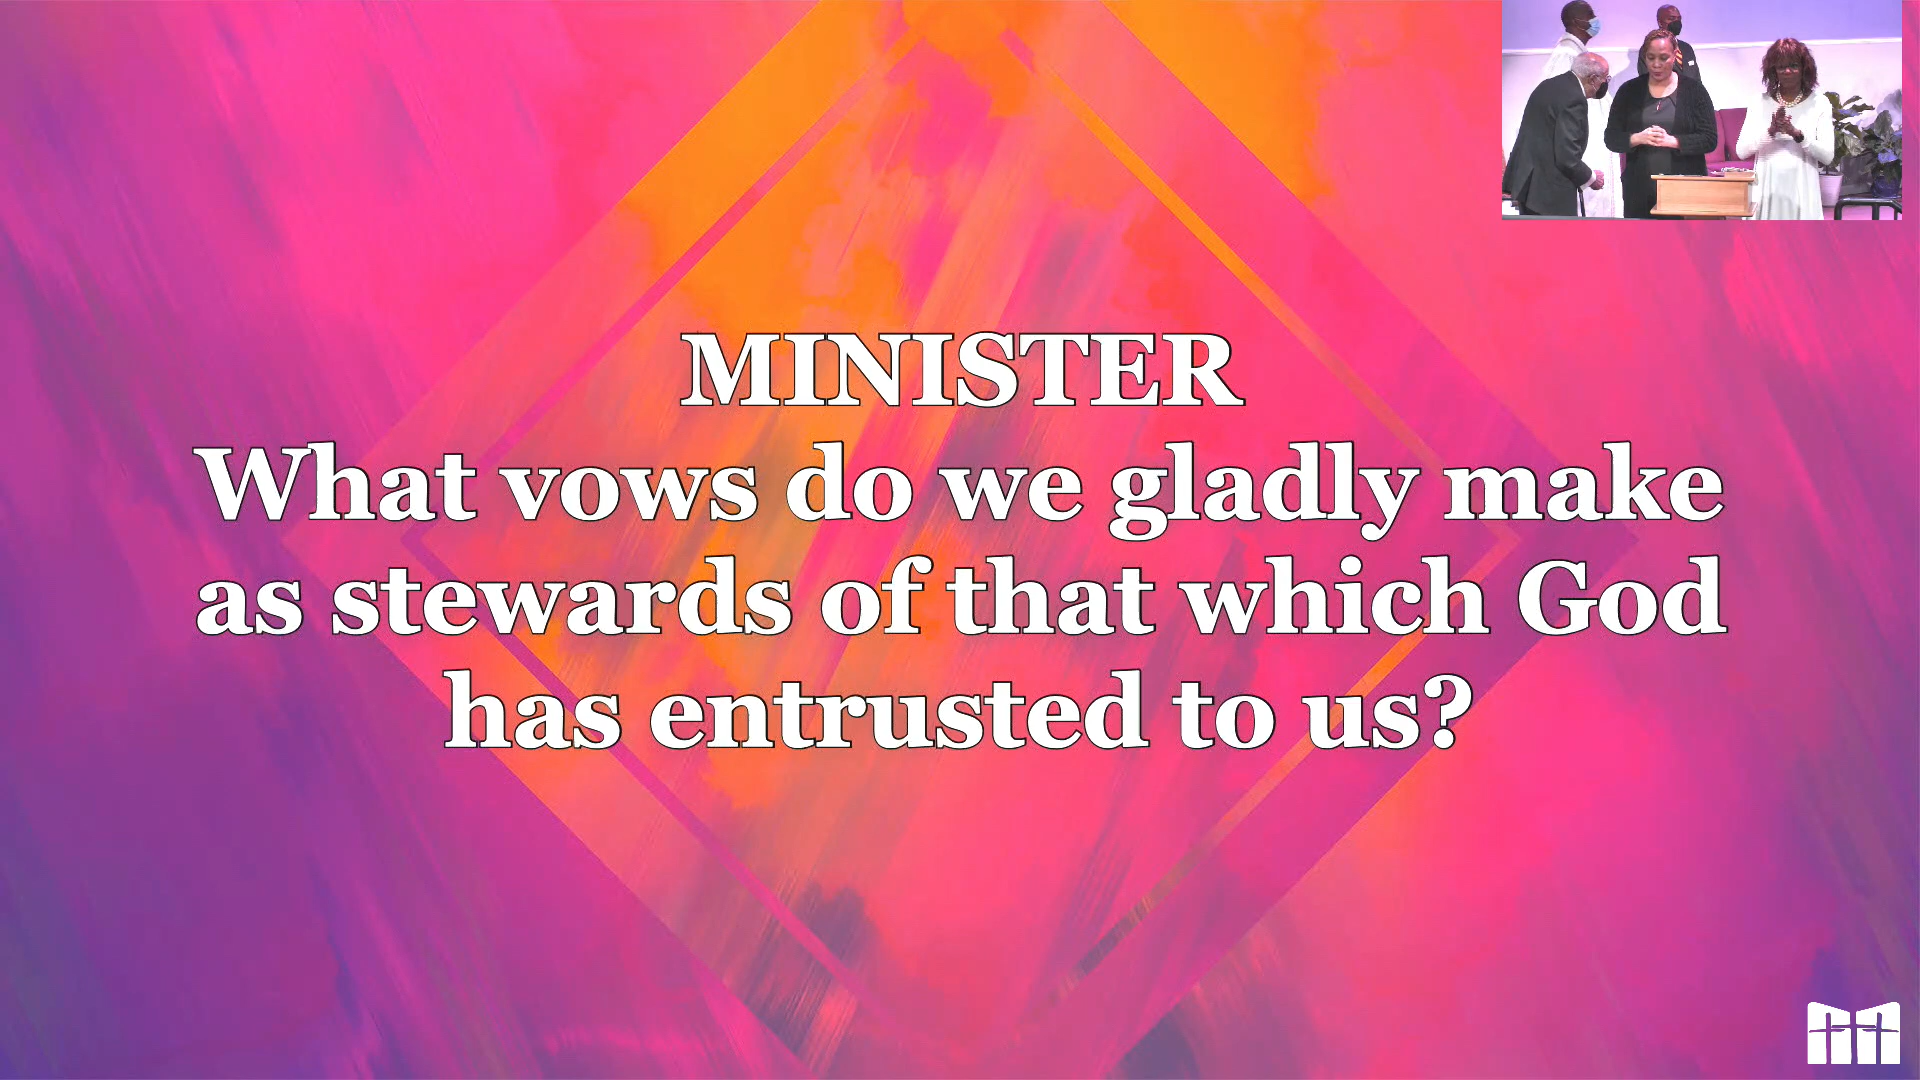 MINISTER
What vows do we gladly make
as stewards of that which God
has entrusted to us?